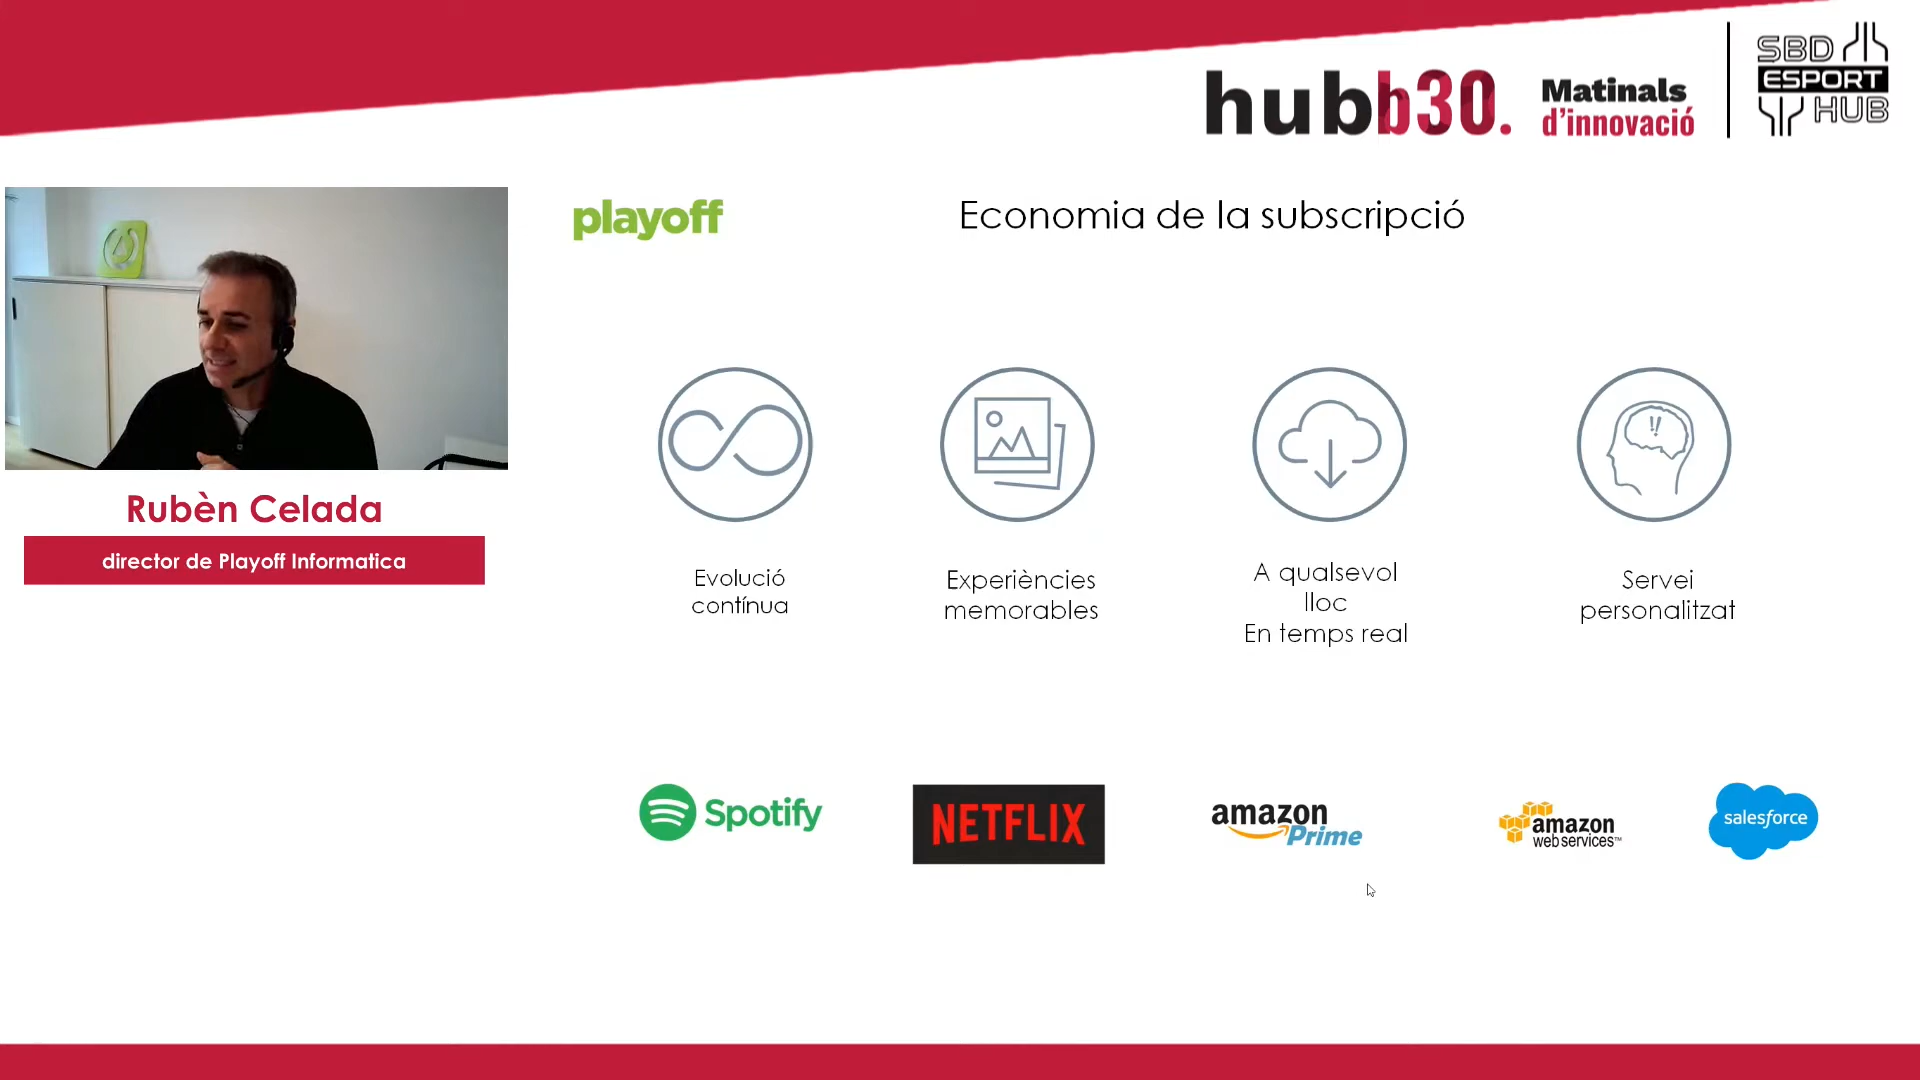 hubb30.
Matinals
d'innovació
SBD
ESPORT
HUB
playoff
Economia de la subscripció
Rubèn Celada
director de Playoff Informatica
Evolució
contínua
Experiències
memorables
A qualsevol
lloc
En temps real
Servei
personalitzat
Spotify
NETFLIX
amazon
Prime
amazon
web services™
salesforce